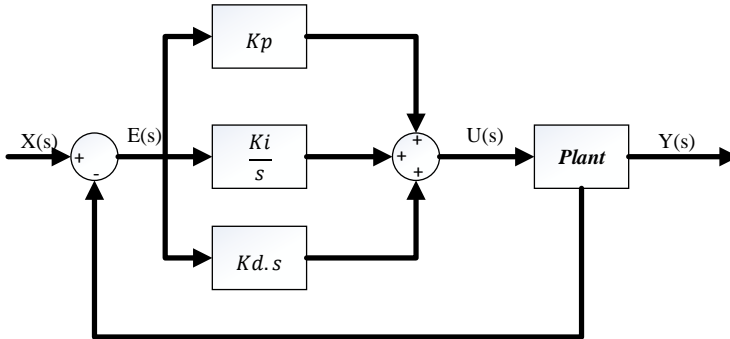 Kp
X(s)
E(s)
U(s)
Y(s)
+
-
Ki
s
+
+
+
Plant
Kd.s